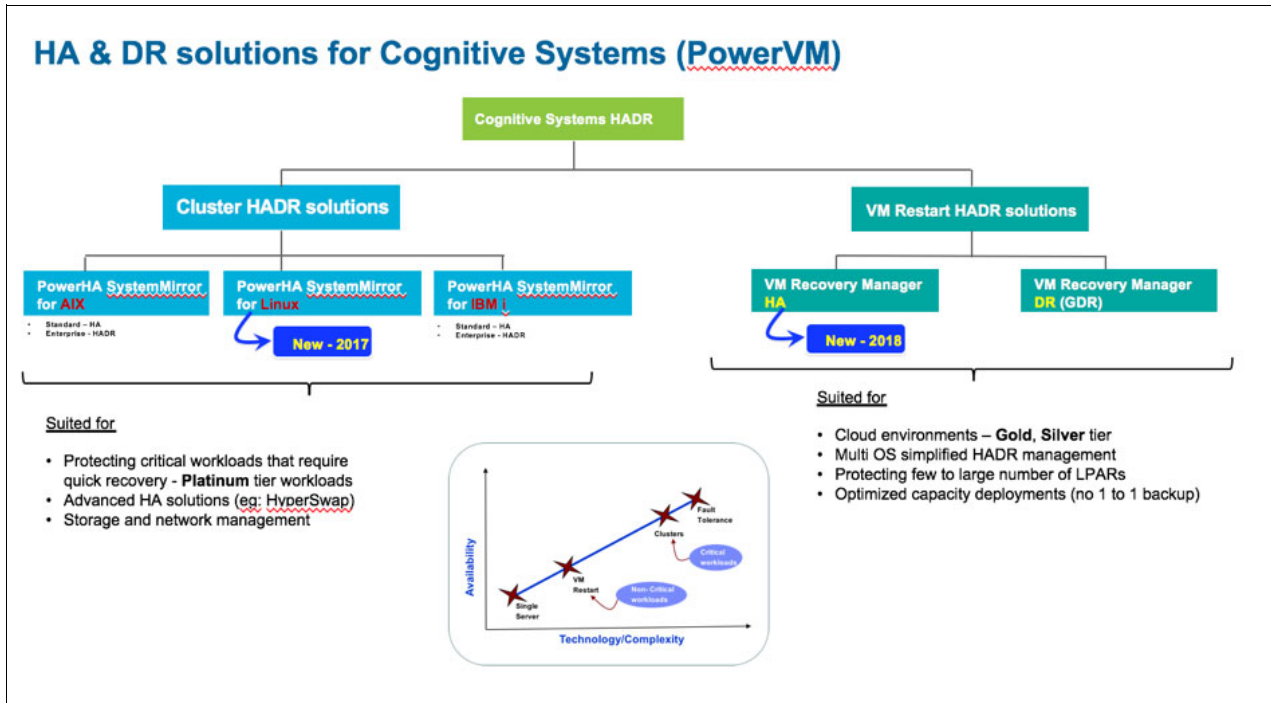 HA & DR solutions for Cognitive Systems (PowerVM)
Cognitive Systems HADR
Cluster HADR solutions
VM Restart HADR solutions
PowerHA SystemMirror
for AIX
• Standard – HA
• Enterprise - HADR
PowerHA SystemMirror
for Linux
New - 2017
PowerHA SystemMirror
for IBM i
• Standard – HA
• Enterprise - HADR
VM Recovery Manager
HA
New - 2018
VM Recovery Manager
DR (GDR)
Suited for
• Protecting critical workloads that require
quick recovery - Platinum tier workloads
• Advanced HA solutions (eg: HyperSwap)
• Storage and network management
Suited for
• Cloud environments – Gold, Silver tier
• Multi OS simplified HADR management
• Protecting few to large number of LPARs
• Optimized capacity deployments (no 1 to 1 backup)
Availability
Fault
Tolerance
Clusters
Critical
workloads
VM
Restart
Non- Critical
workloads
Single
Server
Technology/Complexity